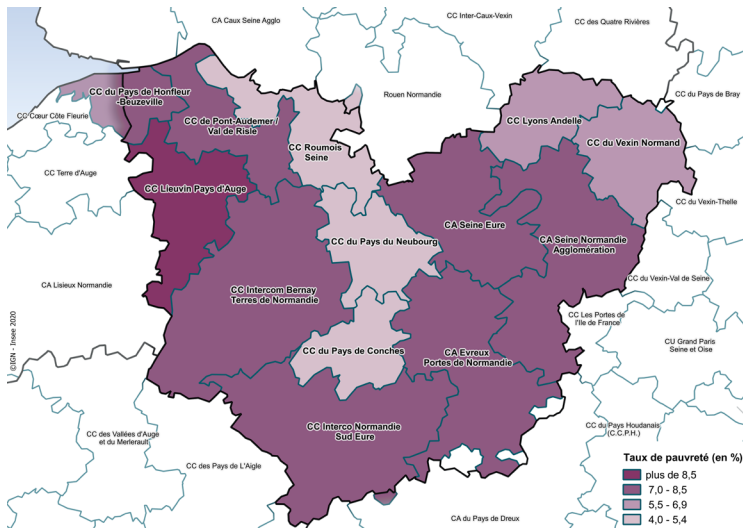 CA Caux Seine Agglo
CC Inter-Caux-Vexin
CC des Quatre Rivières
CC du Pays de Honfleur
-Beuzeville
Rouen Normandie
CC du Pays de Bray
CC Cœur Côte Fleurie
CC de Pont-Audemer /
Val de Risle
CC Lyons Andelle
CC Roumois
Seine
CC du Vexin Normand
CC Terre d'Auge
CC Lieuvin Pays d'Auge
CC du Vexin-Thelle
CA Seine Eure
CC du Pays du Neubourg
CA Seine Normandie
Agglomération
CA Lisieux Normandie
CC Intercom Bernay
Terres de Normandie
CC du Vexin-Val de Seine
CC Les Portes de
l'Ile de France
©IGN - Insee 2020
CC du Pays de Conches
CA Evreux
Portes de Normandie
CU Grand Paris
Seine et Oise
CC Interco Normandie
Sud Eure
CC du Pays Houdanais
(C.C.P.H.)
CC des Vallées d'Auge
et du Merlerault
CC des Pays de L'Aigle
CA du Pays de Dreux
Taux de pauvreté (en %)
plus de 8,5
7,0 - 8,5
5,5 - 6,9
4,0 - 5,4